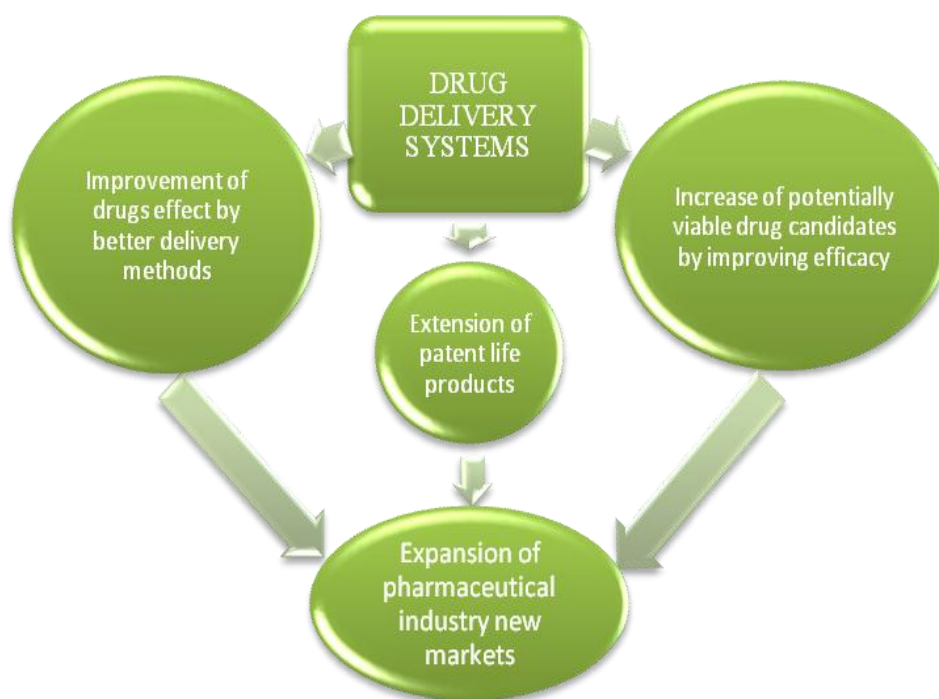 DRUG
DELIVERY
SYSTEMS
Improvement of
drugs effect by
better delivery
methods
Extension of
patent life
products
Increase of potentially
viable drug candidates
by improving efficacy
Expansion of
pharmaceutical
industry new
markets